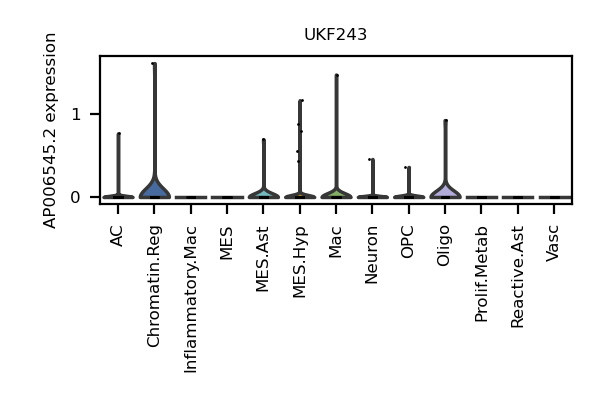 UKF243
AP006545.2 expression
1
0
AC
Chromatin.Reg
Inflammatory.Mac
MES
MES.Ast
MES.Hyp
Mac
Neuron
OPC
Oligo
Prolif.Metab
Reactive.Ast
Vasc